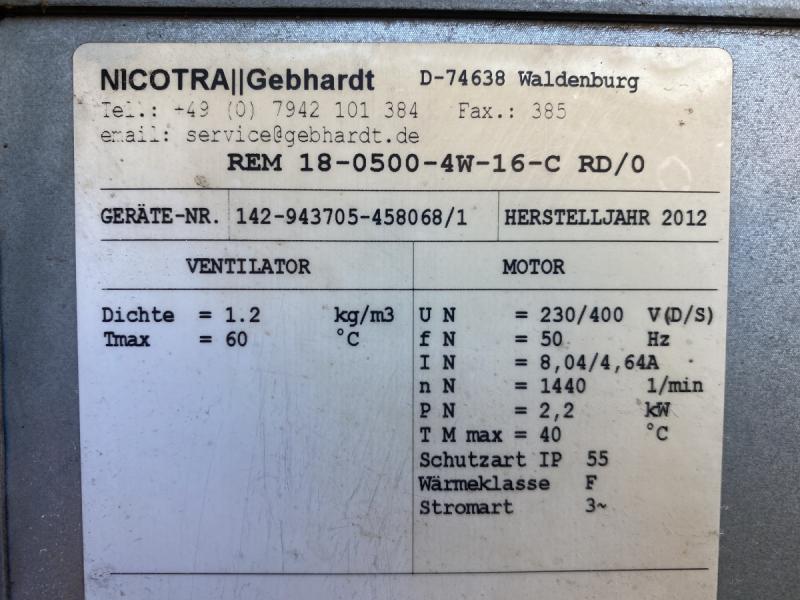 NICOTRA||Gebhardt D-74638 Waldenburg
Tel.: +49 (0) 7942 101 384 Fax.: 385
email: service@gebhardt.de
REM 18-0500-4W-16-C RD/0
GERÄTE-NR. 142-943705-458068/1 HERSTELLJAHR 2012
VENTILATOR MOTOR
Dichte = 1.2 kg/m3 U N = 230/400 V(D/S)
Tmax = 60 °C f N = 50 Hz
I N = 8,04/4,64A
n N = 1440 1/min
P N = 2,2 kW
T M max = 40 °C
Schutzart IP 55
Wärmeklasse F
Stromart 3~